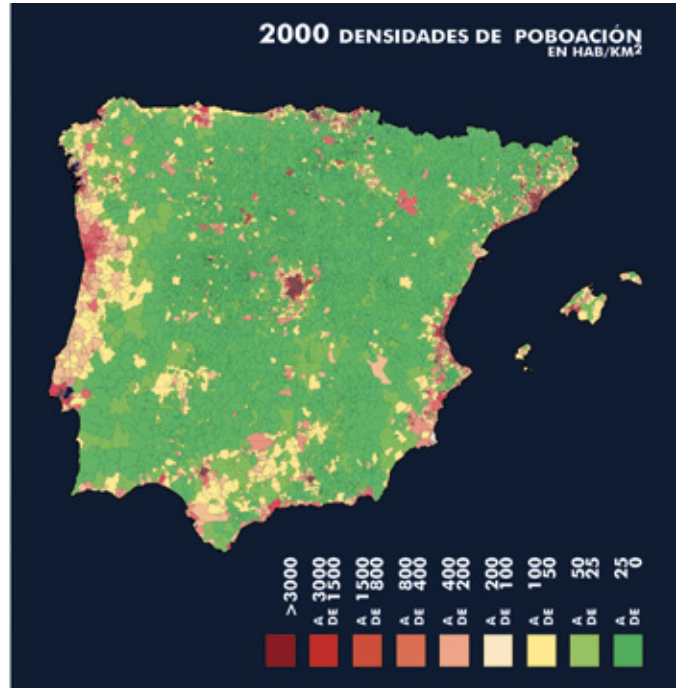 2000 DENSIDADES DE POBOACIÓN
EN HAB/KM²
>3000
A 3000
DE 1500
A 1500
DE 800
A 800
DE 400
A 400
DE 200
A 200
DE 100
A 100
DE 50
A 50
DE 25
A 25
DE 0